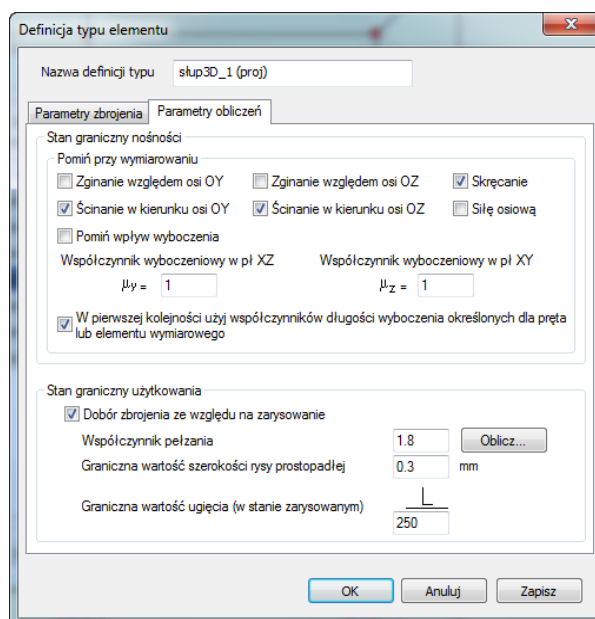 Definicja typu elementu
Nazwa definicji typu słup3D_1 (proj)
Parametry zbrojenia Parametry obliczeń
Stan graniczny nośności
Pomiń przy wymiarowaniu
Zginanie względem osi OY Zginanie względem osi OZ Skręcanie
Ścinanie w kierunku osi OY Ścinanie w kierunku osi OZ Siłę osiową
Pomiń wpływ wyboczenia
Współczynnik wyboczeniowy w pł XZ Współczynnik wyboczeniowy w pł XY
μy = 1 μz = 1
W pierwszej kolejności użyj współczynników długości wyboczenia określonych dla pręta
lub elementu wymiarowego
Stan graniczny użytkowania
Dobór zbrojenia ze względu na zarysowanie
Współczynnik pełzania 1.8 Oblicz...
Graniczna wartość szerokości rysy prostopadłej 0.3 mm
L
Graniczna wartość ugięcia (w stanie zarysowanym)
250
OK Anuluj Zapisz